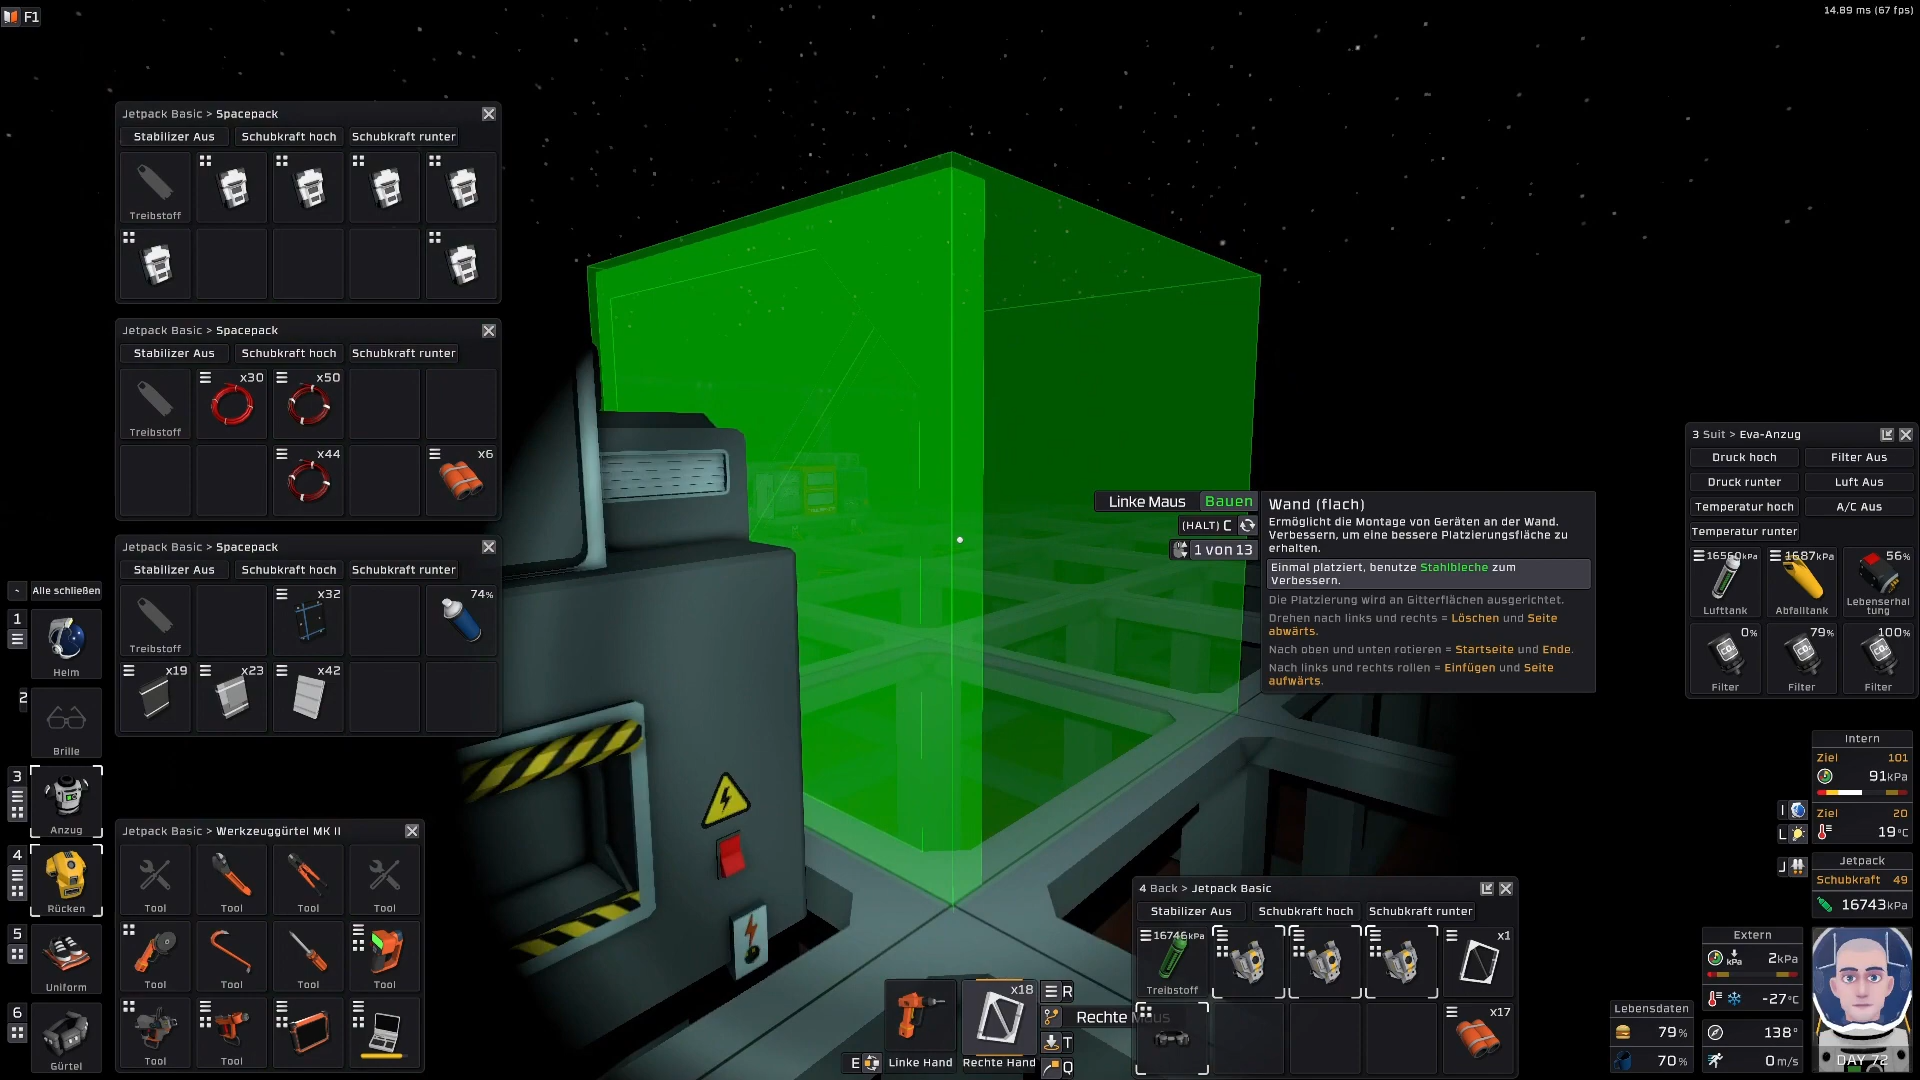 F1
14.89 ms (67 fps)
Jetpack Basic > Spacepack
Stabilizer Aus
Schubkraft hoch
Schubkraft runter
Treibstoff
Jetpack Basic > Spacepack
Stabilizer Aus
Schubkraft hoch
Schubkraft runter
x30
x50
Treibstoff
x44
x6
Jetpack Basic > Spacepack
Stabilizer Aus
Schubkraft hoch
Schubkraft runter
x32
74%
Treibstoff
x19
x23
x42
~
Alle schließen
1
Helm
2
Brille
3
Anzug
4
Rücken
5
Uniform
6
Gürtel
Jetpack Basic > Werkzeuggürtel MK II
Tool
Tool
Tool
Tool
Tool
Tool
Tool
Tool
Tool
Tool
Tool
Tool
Linke Maus
Bauen
(HALT) C
1 von 13
Wand (flach)
Ermöglicht die Montage von Geräten an der Wand.
Verbessern, um eine bessere Platzierungsfläche zu
erhalten.
Einmal platziert, benutze Stahlbleche zum
Verbessern.
Die Platzierung wird an Gitterflächen ausgerichtet.
Drehen nach links und rechts = Löschen und Seite
abwärts.
Nach oben und unten rotieren = Startseite und Ende.
Nach links und rechts rollen = Einfügen und Seite
aufwärts.
3 Suit > Eva-Anzug
Druck hoch
Filter Aus
Druck runter
Luft Aus
Temperatur hoch
A/C Aus
Temperatur runter
16560kPa
1687kPa
56%
Lufttank
Abfalltank
Lebenserhal
tung
0%
79%
100%
Filter
Filter
Filter
Intern
Ziel 101
91kPa
Ziel 20
19°C
I
L
J
Jetpack
Schubkraft 49
16743kPa
Extern
kPa
2kPa
-27°C
138°
0m/s
Lebensdaten
79%
70%
DAY 72
4 Back > Jetpack Basic
Stabilizer Aus
Schubkraft hoch
Schubkraft runter
16746kPa
x1
Treibstoff
x17
x18
R
Rechte Maus
T
Q
E
Linke Hand
Rechte Hand